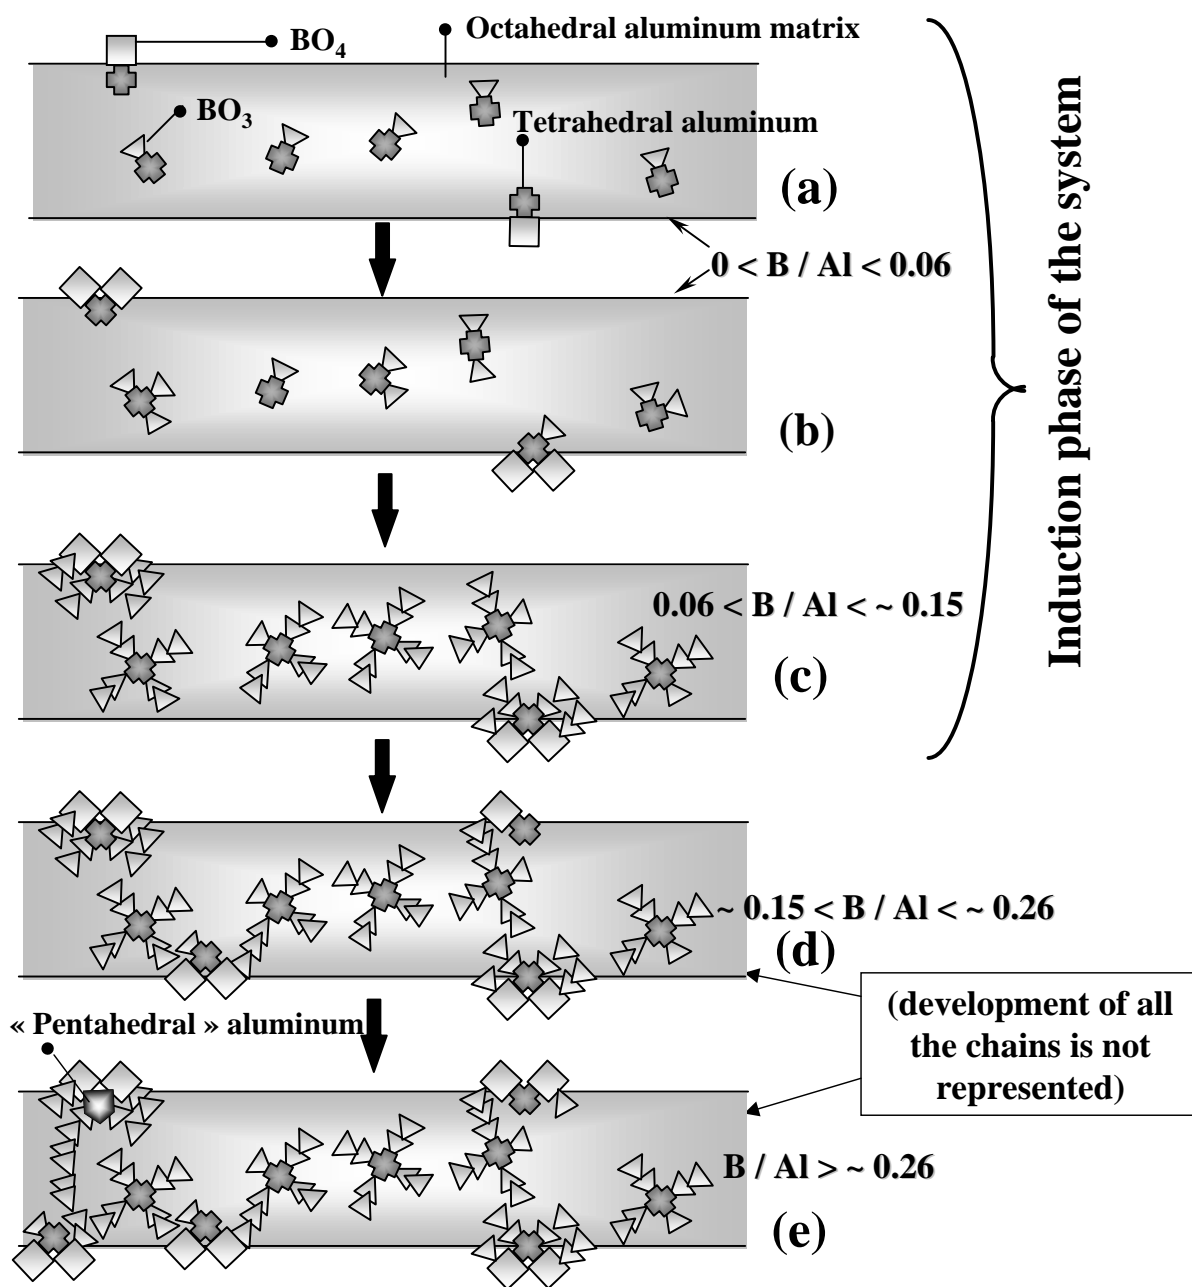 BO4
Octahedral aluminum matrix
BO3
Tetrahedral aluminum
(a)
0 < B / Al < 0.06
(b)
0.06 < B / Al < ~ 0.15
(c)
Induction phase of the system
~ 0.15 < B / Al < ~ 0.26
(d)
(development of all
the chains is not
represented)
« Pentahedral » aluminum
B / Al > ~ 0.26
(e)